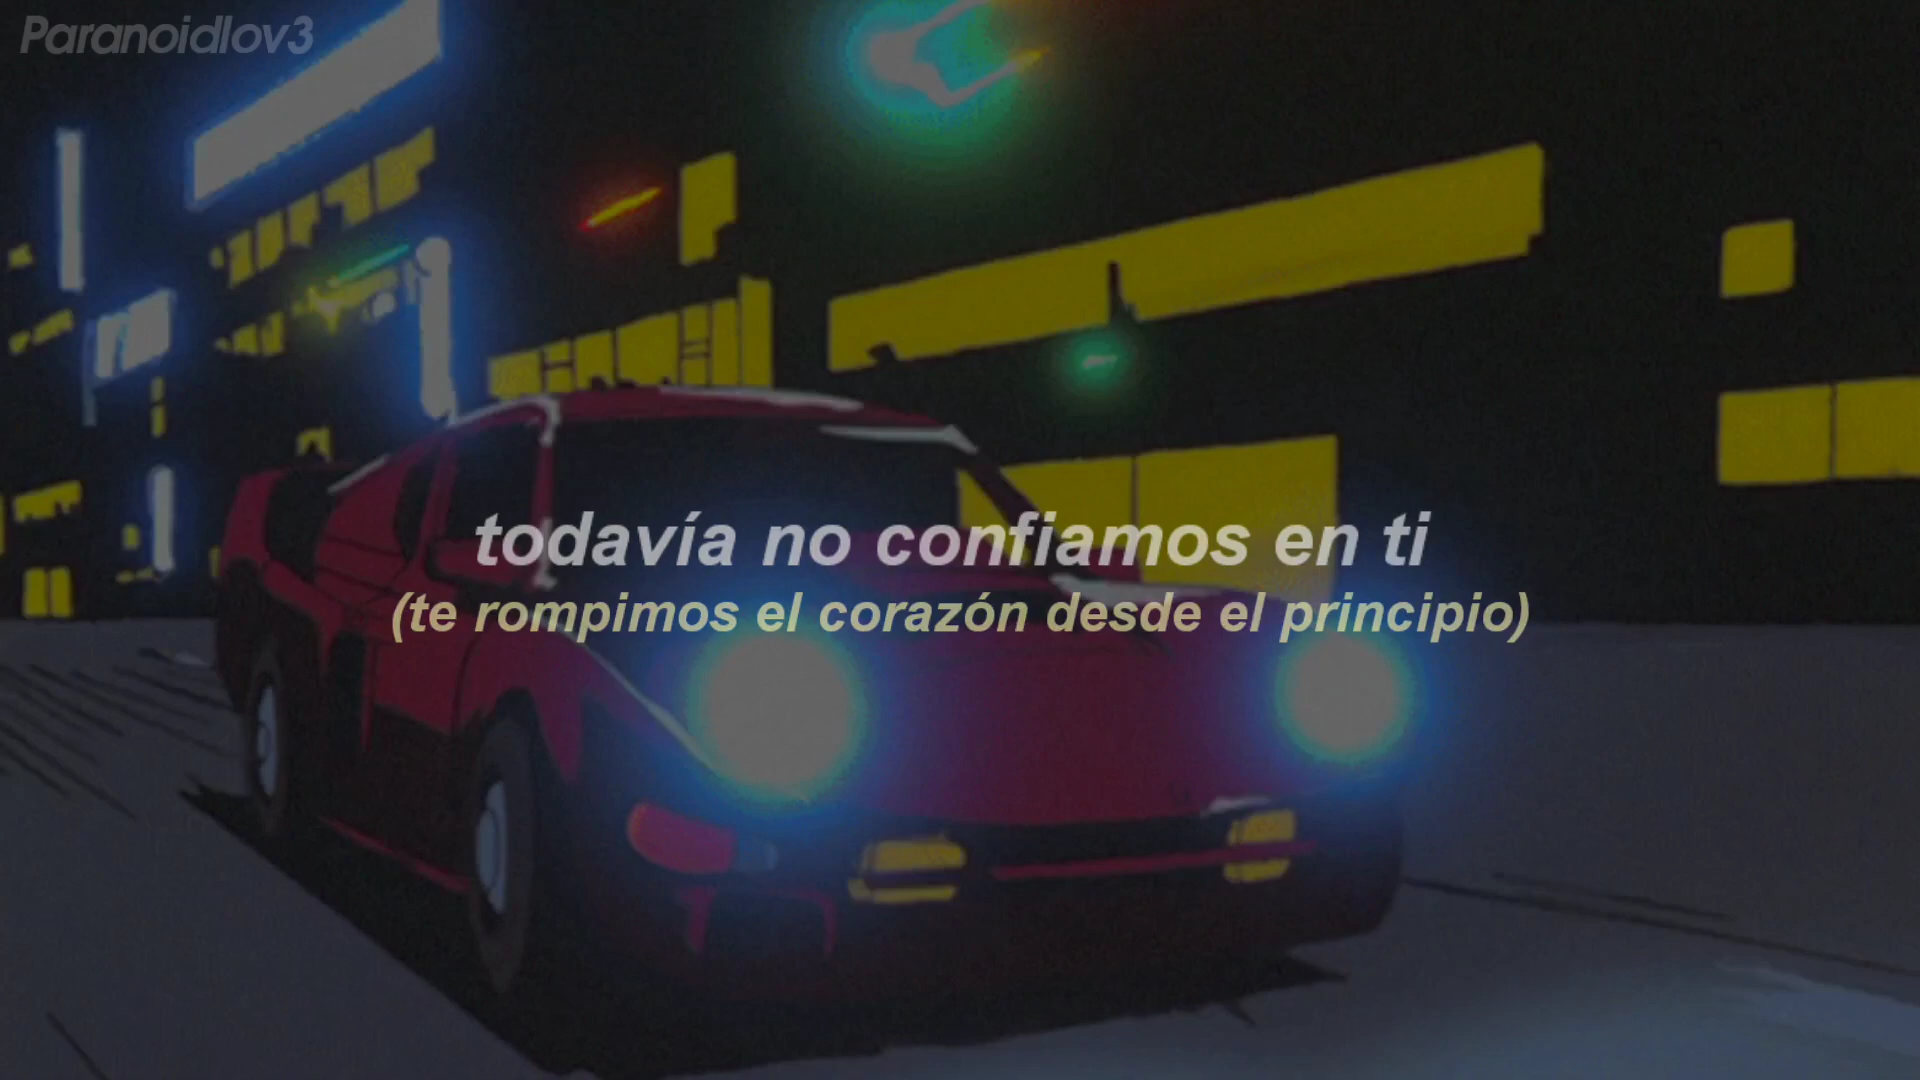 Paranoidlov3
todavía no confiamos en ti
(te rompimos el corazón desde el principio)